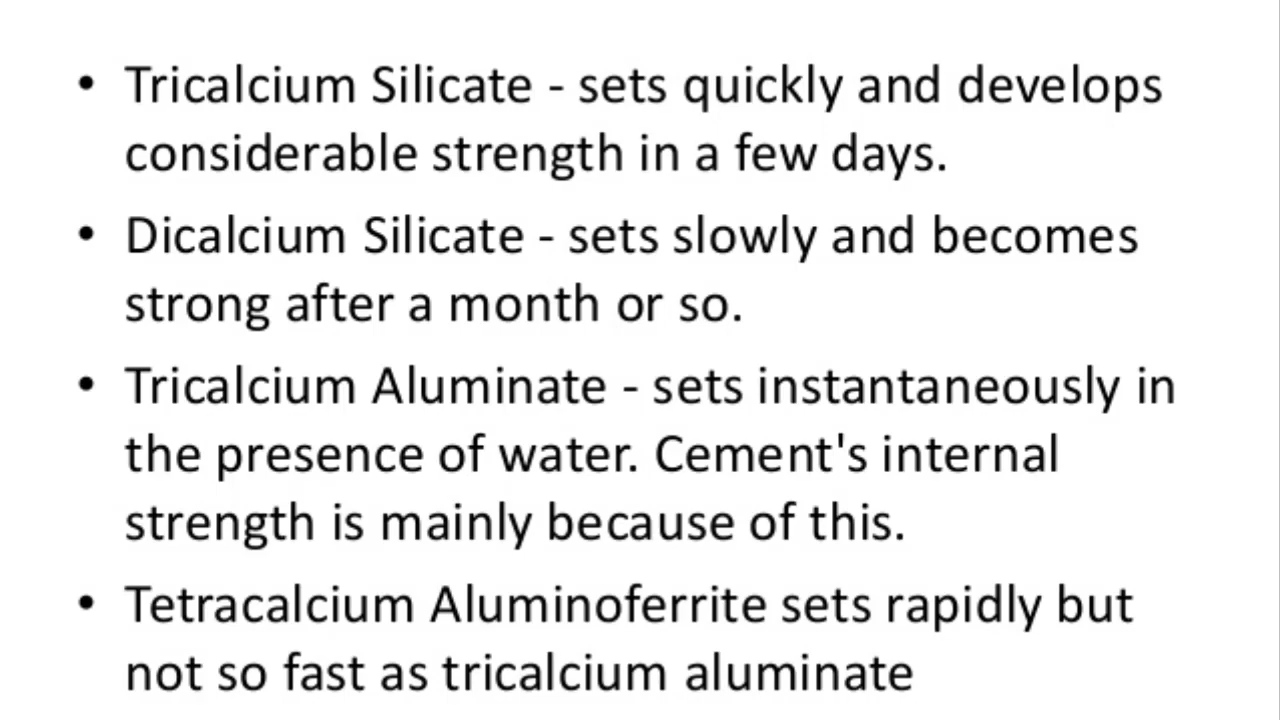 • Tricalcium Silicate - sets quickly and develops
considerable strength in a few days.
• Dicalcium Silicate - sets slowly and becomes
strong after a month or so.
• Tricalcium Aluminate - sets instantaneously in
the presence of water. Cement's internal
strength is mainly because of this.
• Tetracalcium Aluminoferrite sets rapidly but
not so fast as tricalcium aluminate